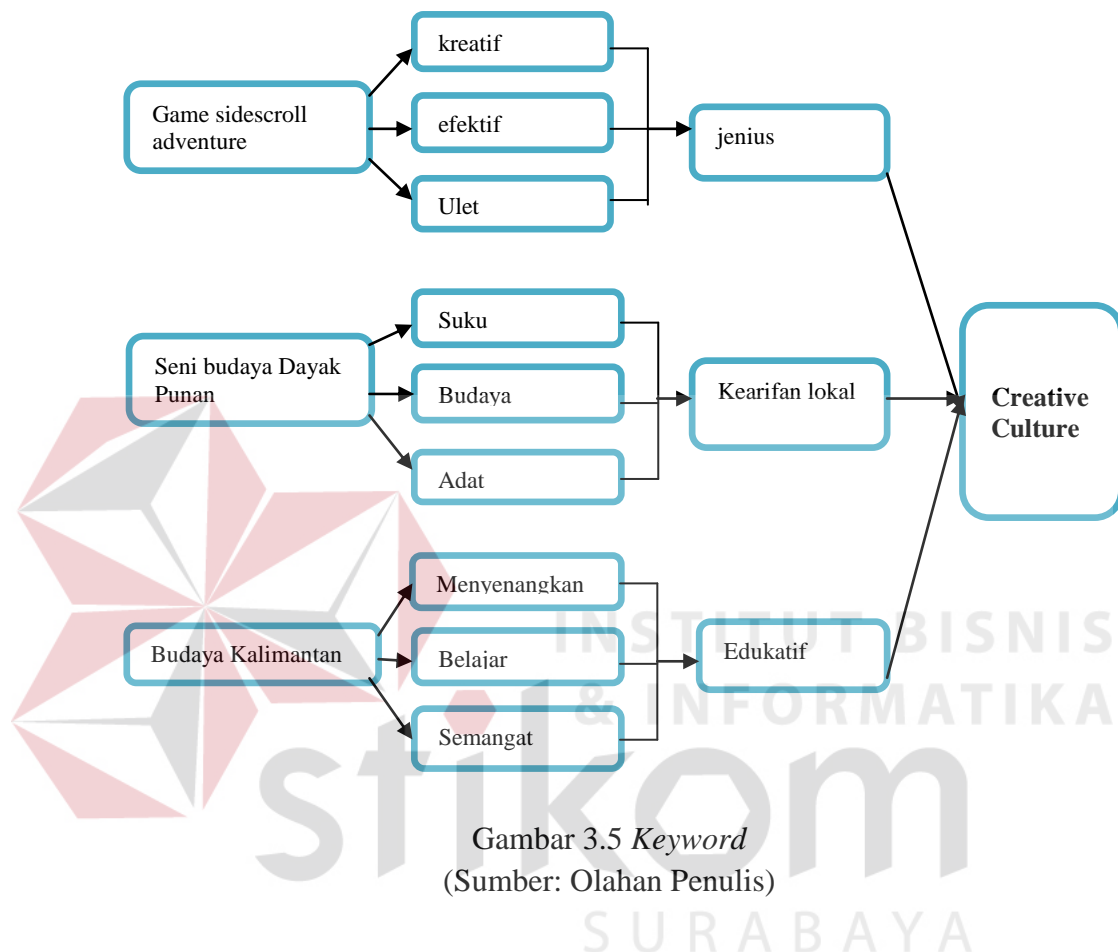 kreatif
Game sidescroll
adventure
efektif
jenius
Ulet
Suku
Seni budaya Dayak
Punan
Budaya
Kearifan lokal
Adat
Creative
Culture
Menyenangkan
Budaya Kalimantan
Belajar
Edukatif
Semangat
INSTITUT BISNIS
& INFORMATIKA
stikom
SURABAYA
Gambar 3.5 Keyword
(Sumber: Olahan Penulis)